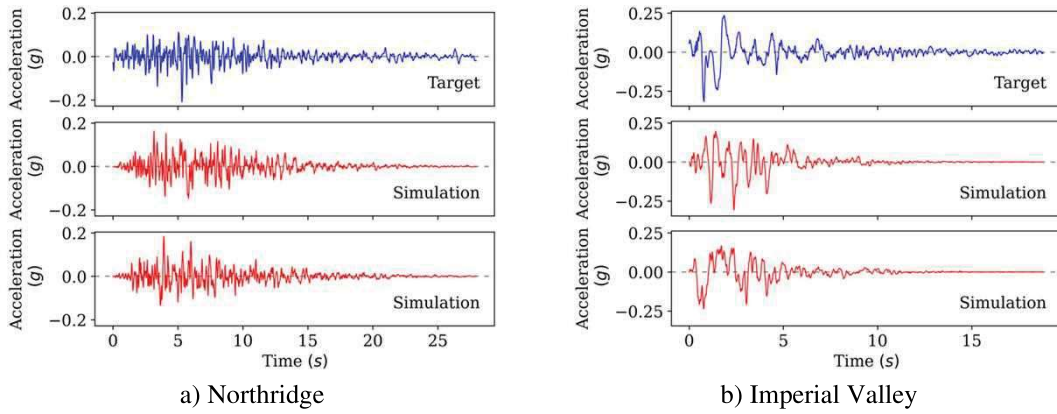 Acceleration
(g)
0.2
0.0
−0.2
Target
Acceleration
(g)
0.2
0.0
−0.2
Simulation
Acceleration
(g)
0.2
0.0
−0.2
Simulation
0 5 10 15 20 25
Time (s)
a) Northridge
Acceleration
(g)
0.25
0.00
−0.25
Target
Acceleration
(g)
0.25
0.00
−0.25
Simulation
Acceleration
(g)
0.25
0.00
−0.25
Simulation
0 5 10 15
Time (s)
b) Imperial Valley